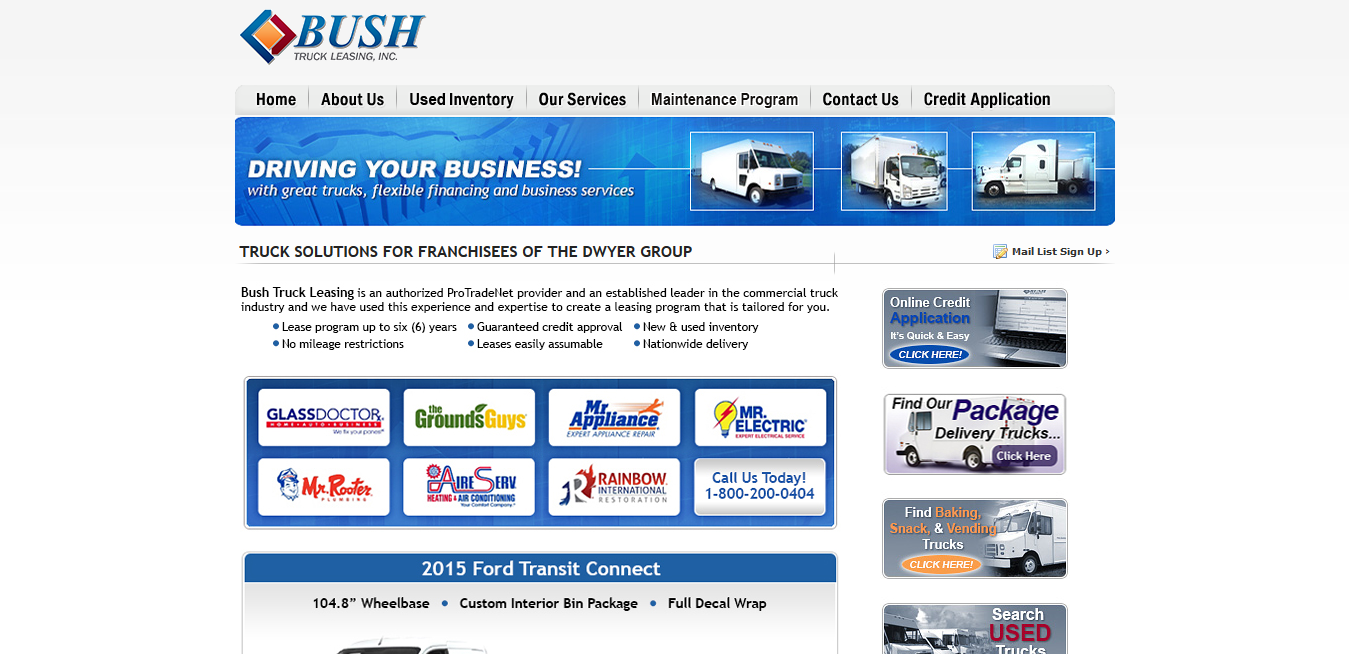 BUSH
TRUCK LEASING, INC.
Home
About Us
Used Inventory
Our Services
Maintenance Program
Contact Us
Credit Application
DRIVING YOUR BUSINESS!
with great trucks, flexible financing and business services
TRUCK SOLUTIONS FOR FRANCHISEES OF THE DWYER GROUP
Mail List Sign Up >
Bush Truck Leasing is an authorized ProTradeNet provider and an established leader in the commercial truck
industry and we have used this experience and expertise to create a leasing program that is tailored for you.
• Lease program up to six (6) years • Guaranteed credit approval • New & used inventory
• No mileage restrictions • Leases easily assumable • Nationwide delivery
GLASSDOCTOR
HOME•AUTO•BUSINESS
We fix your panes!
the
GroundsGuys
Mr.
Appliance
EXPERT APPLIANCE REPAIR
MR.
ELECTRIC
EXPERT ELECTRICAL SERVICE
Mr. Rooter
PLUMBING
AIRE SERV
HEATING & AIR CONDITIONING
Your Comfort Company
RAINBOW
INTERNATIONAL
RESTORATION
Call Us Today!
1-800-200-0404
2015 Ford Transit Connect
104.8” Wheelbase • Custom Interior Bin Package • Full Decal Wrap
Online Credit
Application
It's Quick & Easy
CLICK HERE!
Find Our Package
Delivery Trucks...
Click Here
Find Baking,
Snack, & Vending
Trucks
CLICK HERE!
Search
USED
Trucks